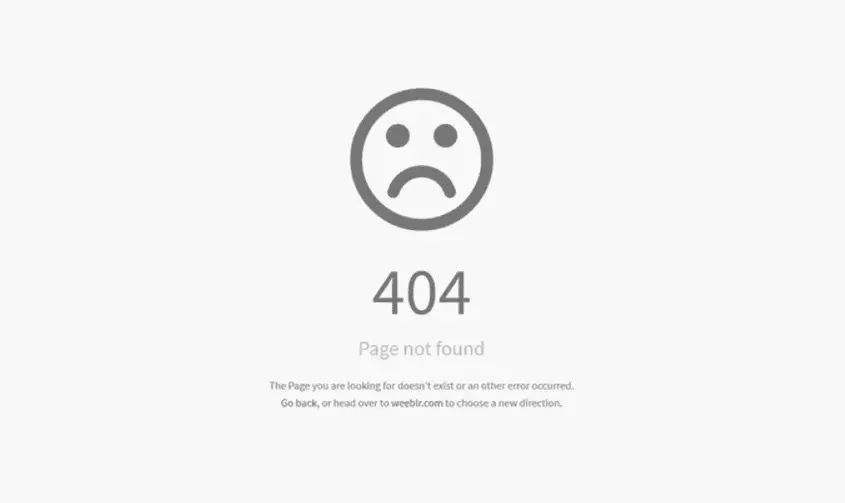 404
Page not found
The Page you are looking for doesn't exist or an other error occurred.
Go back, or head over to weeblr.com to choose a new direction.